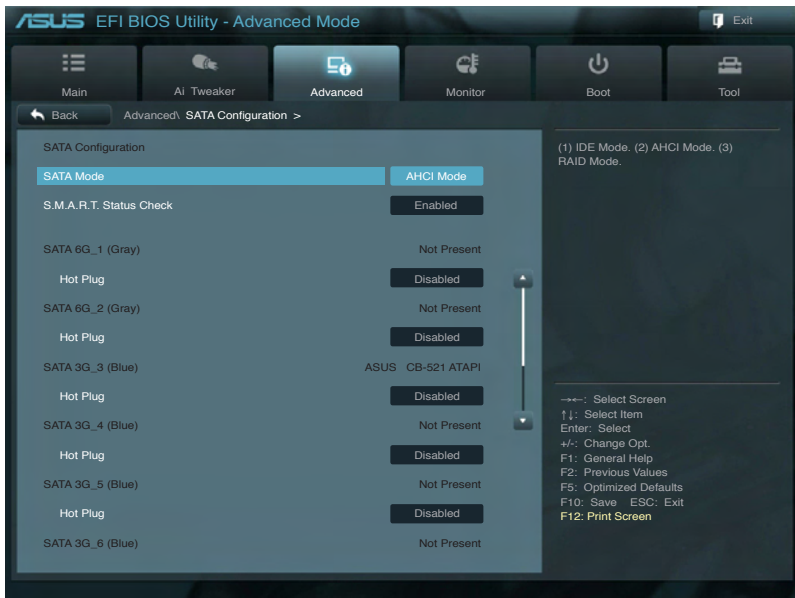 ASUS EFI BIOS Utility - Advanced Mode
Exit
Main
Ai Tweaker
Advanced
Monitor
Boot
Tool
Back
Advanced\ SATA Configuration >
SATA Configuration
SATA Mode AHCI Mode
S.M.A.R.T. Status Check Enabled
SATA 6G_1 (Gray) Not Present
Hot Plug Disabled
SATA 6G_2 (Gray) Not Present
Hot Plug Disabled
SATA 3G_3 (Blue) ASUS CB-521 ATAPI
Hot Plug Disabled
SATA 3G_4 (Blue) Not Present
Hot Plug Disabled
SATA 3G_5 (Blue) Not Present
Hot Plug Disabled
SATA 3G_6 (Blue) Not Present
(1) IDE Mode. (2) AHCI Mode. (3)
RAID Mode.
→←: Select Screen
↑↓: Select Item
Enter: Select
+/-: Change Opt.
F1: General Help
F2: Previous Values
F5: Optimized Defaults
F10: Save ESC: Exit
F12: Print Screen